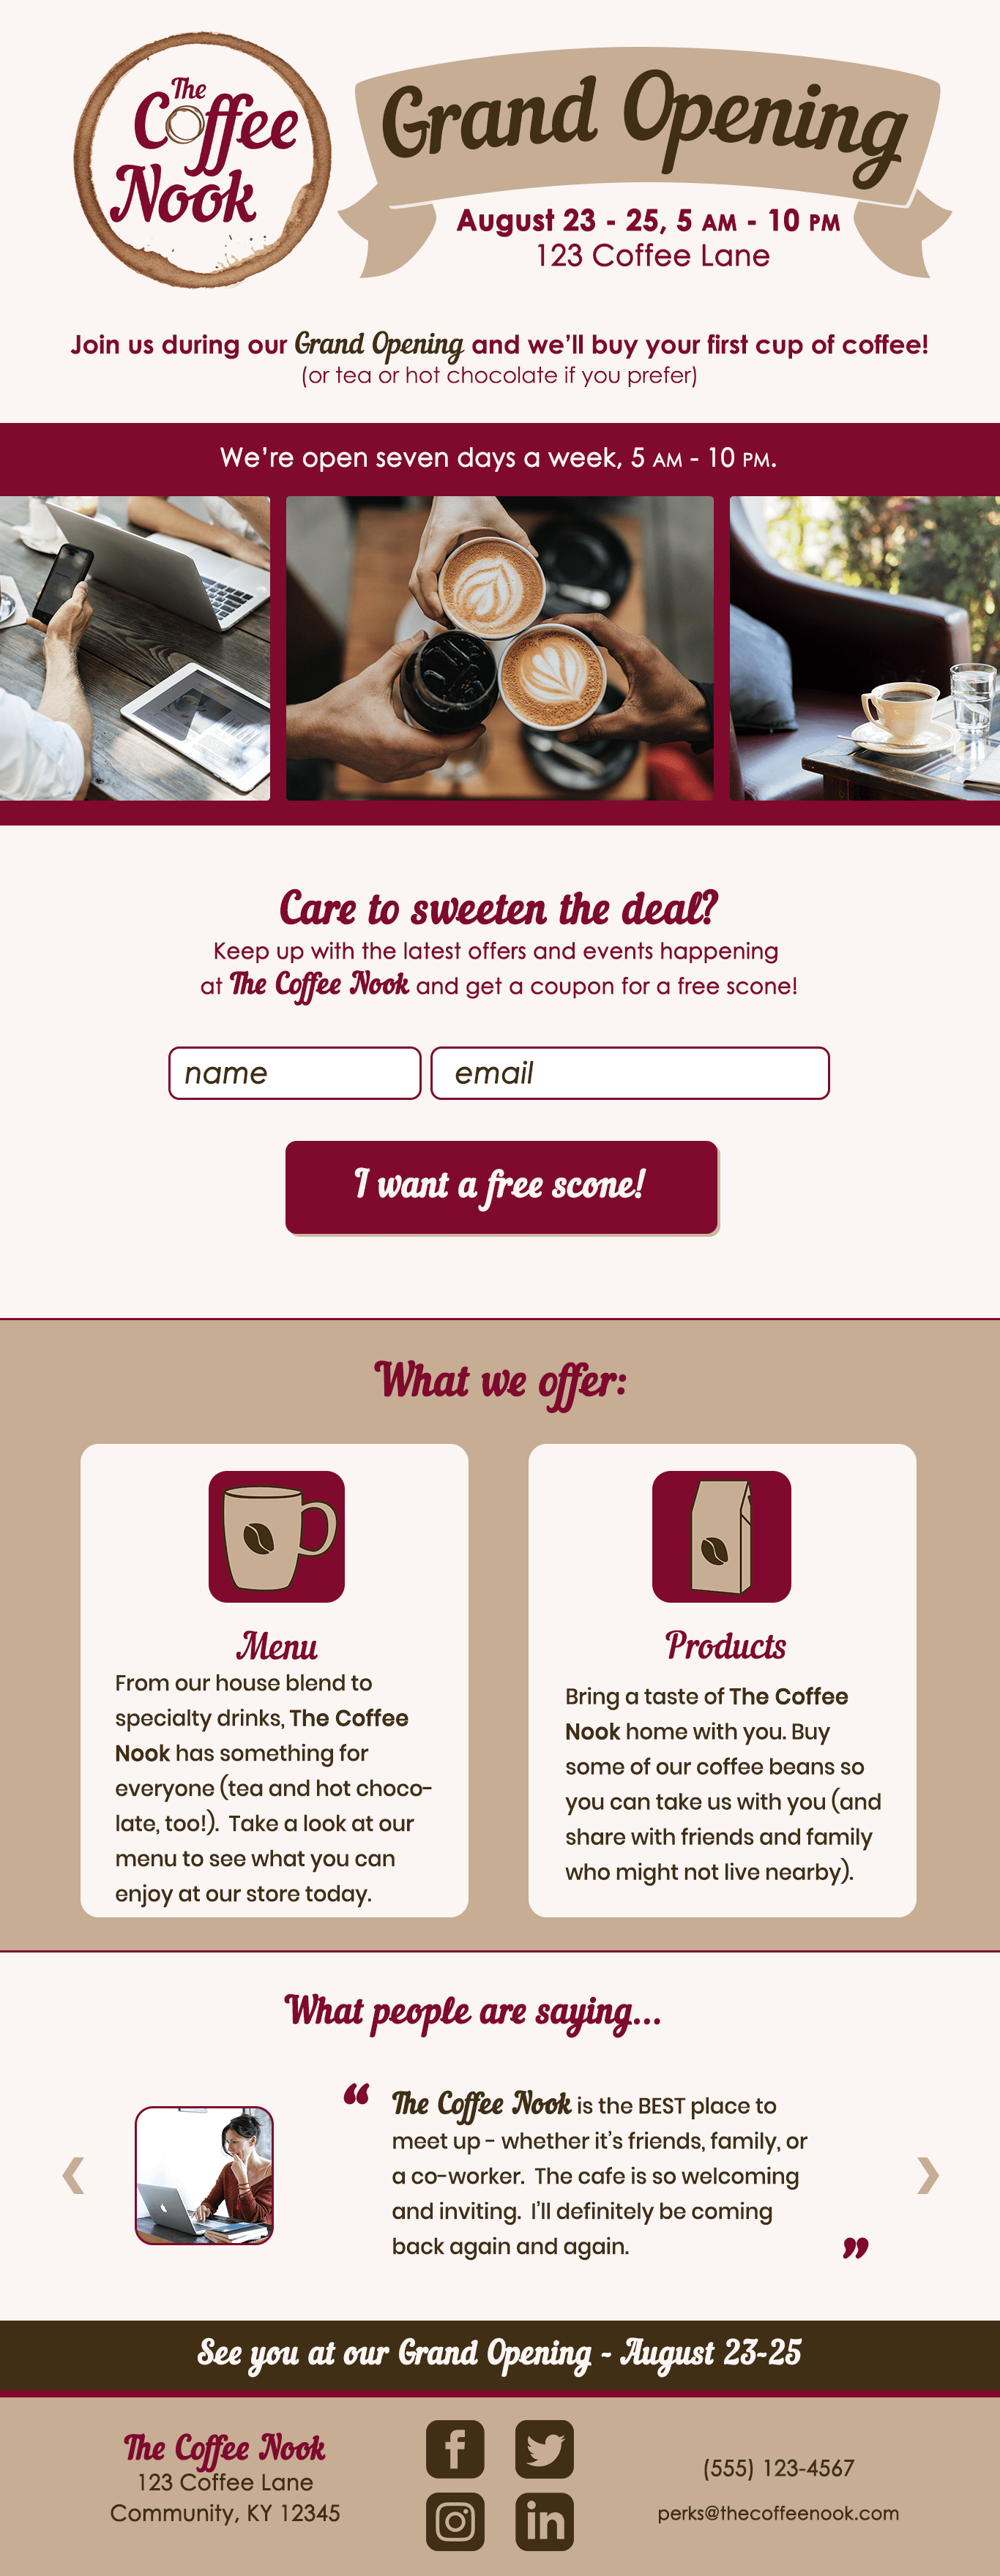 The
Coffee
Nook
Grand Opening
August 23 - 25, 5 AM - 10 PM
123 Coffee Lane
Join us during our Grand Opening and we'll buy your first cup of coffee!
(or tea or hot chocolate if you prefer)
We're open seven days a week, 5 AM - 10 PM.
Care to sweeten the deal?
Keep up with the latest offers and events happening
at The Coffee Nook and get a coupon for a free scone!
name email
I want a free scone!
What we offer:
Menu
From our house blend to
specialty drinks, The Coffee
Nook has something for
everyone (tea and hot choco-
late, too!).  Take a look at our
menu to see what you can
enjoy at our store today.
Products
Bring a taste of The Coffee
Nook home with you. Buy
some of our coffee beans so
you can take us with you (and
share with friends and family
who might not live nearby).
What people are saying...
“ The Coffee Nook is the BEST place to
meet up - whether it's friends, family, or
a co-worker.  The cafe is so welcoming
and inviting.  I'll definitely be coming
back again and again. ”
See you at our Grand Opening - August 23-25
The Coffee Nook
123 Coffee Lane
Community, KY 12345
(555) 123-4567
perks@thecoffeenook.com